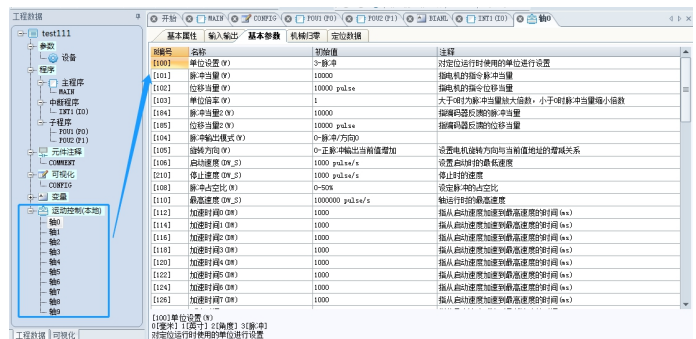 工程数据
test111
参数
设备
程序
主程序
MAIN
中断程序
INT1(I0)
子程序
POU1(P0)
POU2(P1)
元件注释
COMMENT
可视化
CONFIG
变量
运动控制(本地)
轴0
轴1
轴2
轴3
轴4
轴5
轴6
轴7
轴8
轴9
工程数据 可视化
开始 MAIN CONFIG POU1(P0) POU2(P1) BIANL INT1(I0) 轴0
基本属性 输入输出 基本参数 机械归零 定位数据
R编号 名称 初始值 注释
[100] 单位设置(W) 3-脉冲 对定位运行时使用的单位进行设置
[101] 脉冲当量(W) 10000 指电机的指令脉冲当量
[102] 位移当量(W) 10000 pulse 指电机的指令位移当量
[103] 单位倍率(W) 1 大于0时为脉冲当量放大倍数，小于0时脉冲当量缩小倍数
[184] 脉冲当量2(W) 10000 指编码器反馈的脉冲当量
[185] 位移当量2(W) 10000 pulse 指编码器反馈的位移当量
[104] 脉冲输出模式(W) 0-脉冲/方向0
[105] 旋转方向(W) 0-正脉冲输出当前值增加 设置电机旋转方向与当前值地址的增减关系
[106] 启动速度(DW_S) 1000 pulse/s 设置启动时的最低速度
[210] 停止速度(DW_S) 1000 pulse/s 停止时的速度
[108] 脉冲占空比(W) 0-50% 设定脉冲的占空比
[110] 最高速度(DW_S) 1000000 pulse/s 轴运行时的最高速度
[112] 加速时间0(DW) 1000 指从启动速度加速到最高速度的时间(ms)
[114] 加速时间1(DW) 1000 指从启动速度加速到最高速度的时间(ms)
[116] 加速时间2(DW) 1000 指从启动速度加速到最高速度的时间(ms)
[118] 加速时间3(DW) 1000 指从启动速度加速到最高速度的时间(ms)
[120] 加速时间4(DW) 1000 指从启动速度加速到最高速度的时间(ms)
[122] 加速时间5(DW) 1000 指从启动速度加速到最高速度的时间(ms)
[124] 加速时间6(DW) 1000 指从启动速度加速到最高速度的时间(ms)
[126] 加速时间7(DW) 1000 指从启动速度加速到最高速度的时间(ms)
[100]单位设置(W)
0[毫米] 1[英寸] 2[角度] 3[脉冲]
对定位运行时使用的单位进行设置